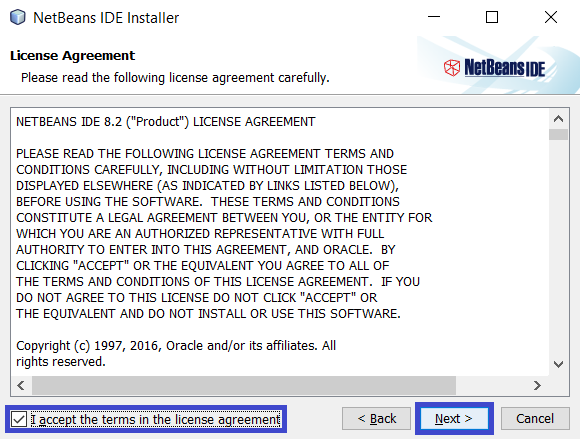 NetBeans IDE Installer
License Agreement
Please read the following license agreement carefully.
NetBeans IDE
NETBEANS IDE 8.2 ("Product") LICENSE AGREEMENT
PLEASE READ THE FOLLOWING LICENSE AGREEMENT TERMS AND
CONDITIONS CAREFULLY, INCLUDING WITHOUT LIMITATION THOSE
DISPLAYED ELSEWHERE (AS INDICATED BY LINKS LISTED BELOW),
BEFORE USING THE SOFTWARE.  THESE TERMS AND CONDITIONS
CONSTITUTE A LEGAL AGREEMENT BETWEEN YOU, OR THE ENTITY FOR
WHICH YOU ARE AN AUTHORIZED REPRESENTATIVE WITH FULL
AUTHORITY TO ENTER INTO THIS AGREEMENT, AND ORACLE.  BY
CLICKING "ACCEPT" OR THE EQUIVALENT YOU AGREE TO ALL OF
THE TERMS AND CONDITIONS OF THIS LICENSE AGREEMENT.  IF YOU
DO NOT AGREE TO THIS LICENSE DO NOT CLICK "ACCEPT" OR
THE EQUIVALENT AND DO NOT INSTALL OR USE THIS SOFTWARE.
Copyright (c) 1997, 2016, Oracle and/or its affiliates. All
rights reserved.
I accept the terms in the license agreement
< Back
Next >
Cancel